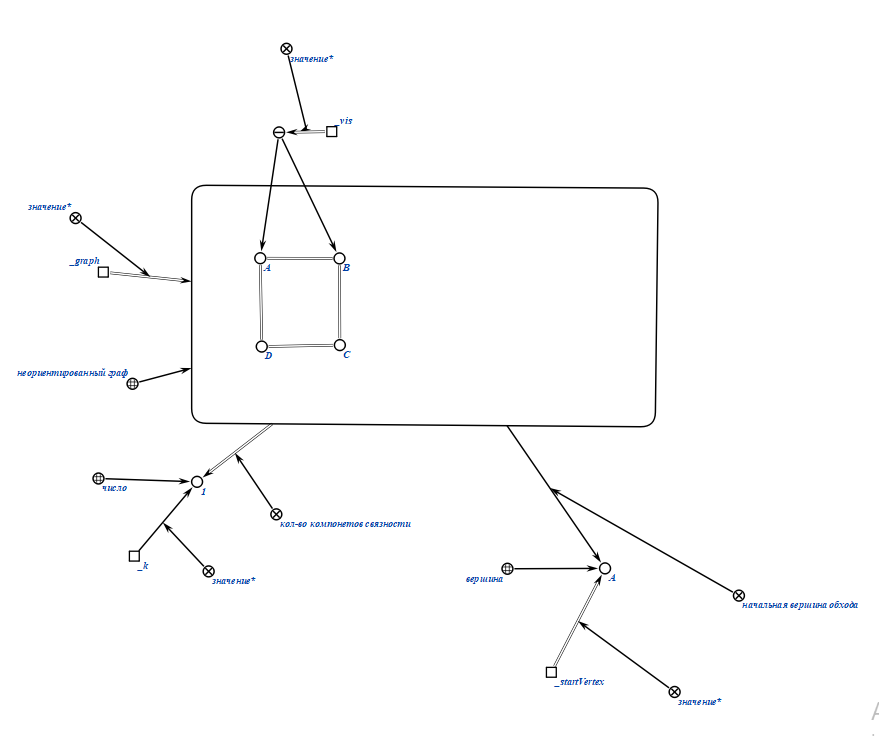 значение*
_vis
значение*
_graph
A
B
D
C
неориентированный граф
число
1
кол-во компонетов связности
_k
значение*
вершина
A
начальная вершина обхода
_startVertex
значение*